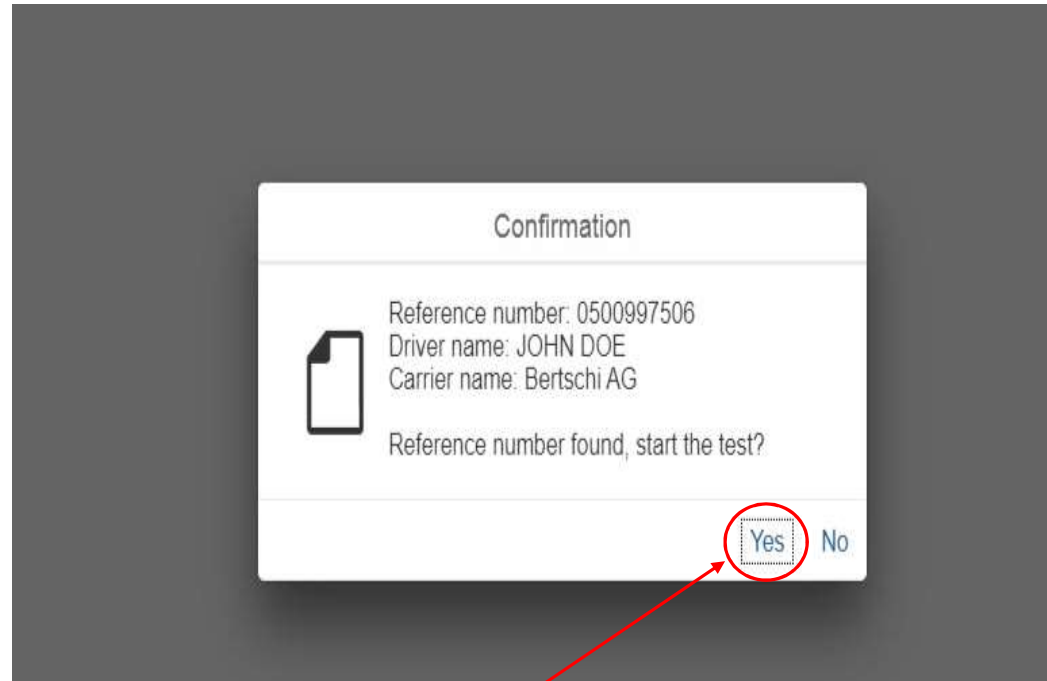 Confirmation
Reference number: 0500997506
Driver name: JOHN DOE
Carrier name: Bertschi AG
Reference number found, start the test?
Yes No